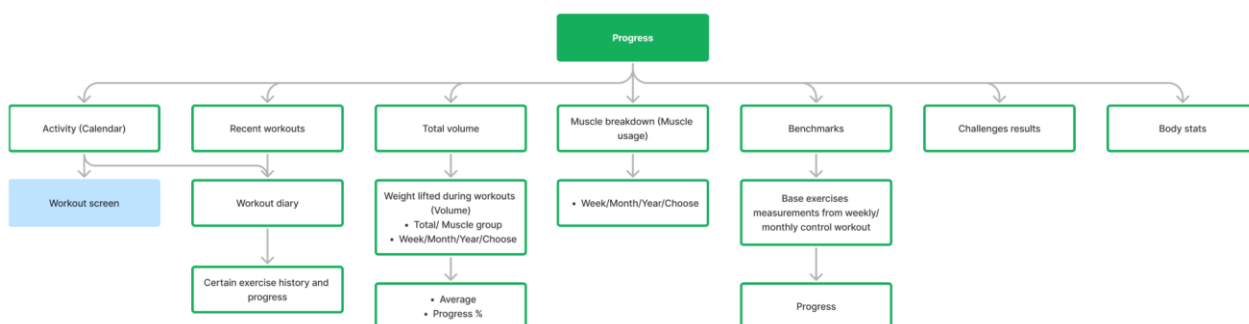 Progress
Activity (Calendar)
Recent workouts
Total volume
Muscle breakdown (Muscle
usage)
Benchmarks
Challenges results
Body stats
Workout screen
Workout diary
Weight lifted during workouts
(Volume)
• Total/ Muscle group
• Week/Month/Year/Choose
• Week/Month/Year/Choose
Base exercises
measurements from weekly/
monthly control workout
Certain exercise history and
progress
• Average
• Progress %
Progress